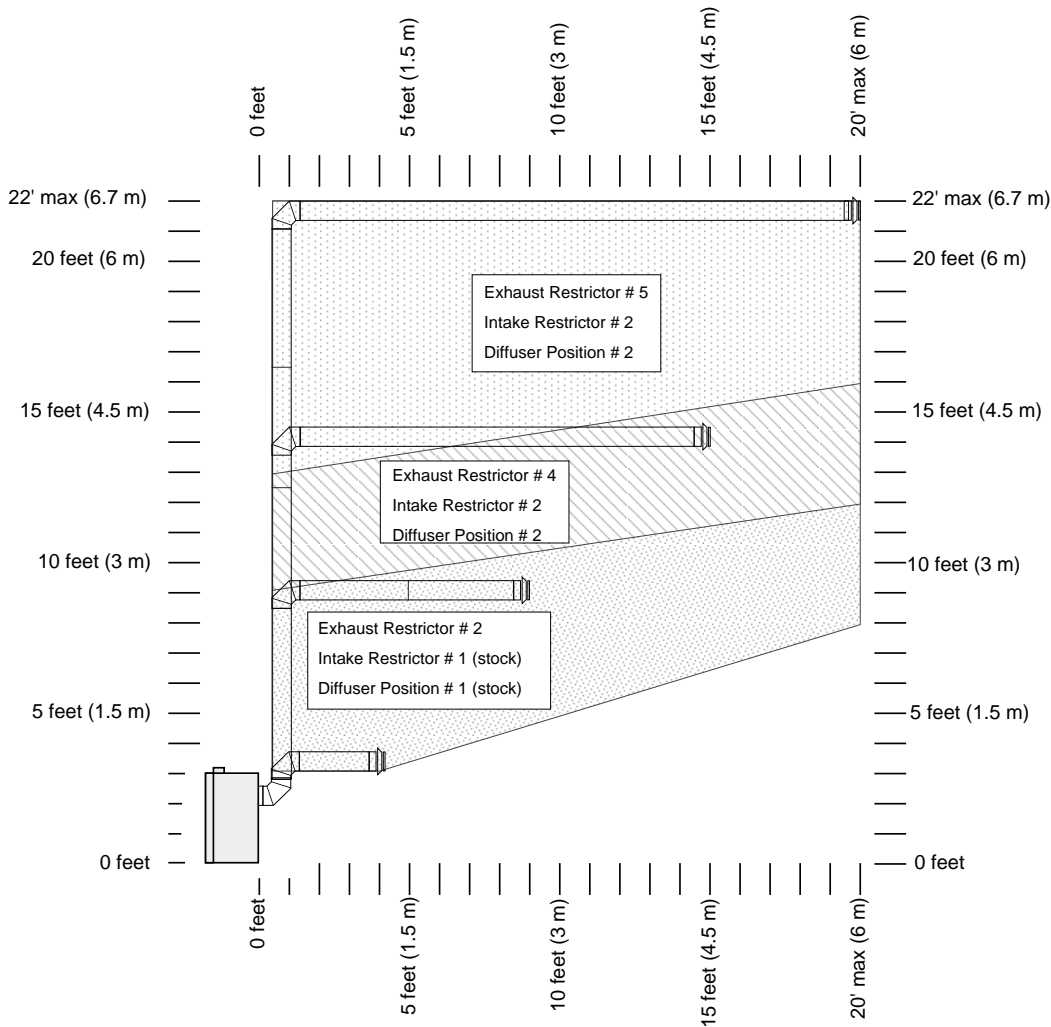 0 feet
5 feet (1.5 m)
10 feet (3 m)
15 feet (4.5 m)
20' max (6 m)
22' max (6.7 m)
22' max (6.7 m)
20 feet (6 m)
20 feet (6 m)
Exhaust Restrictor # 5
Intake Restrictor # 2
Diffuser Position # 2
15 feet (4.5 m)
15 feet (4.5 m)
Exhaust Restrictor # 4
Intake Restrictor # 2
Diffuser Position # 2
10 feet (3 m)
10 feet (3 m)
Exhaust Restrictor # 2
Intake Restrictor # 1 (stock)
Diffuser Position # 1 (stock)
5 feet (1.5 m)
5 feet (1.5 m)
0 feet
0 feet
0 feet
5 feet (1.5 m)
10 feet (3 m)
15 feet (4.5 m)
20' max (6 m)